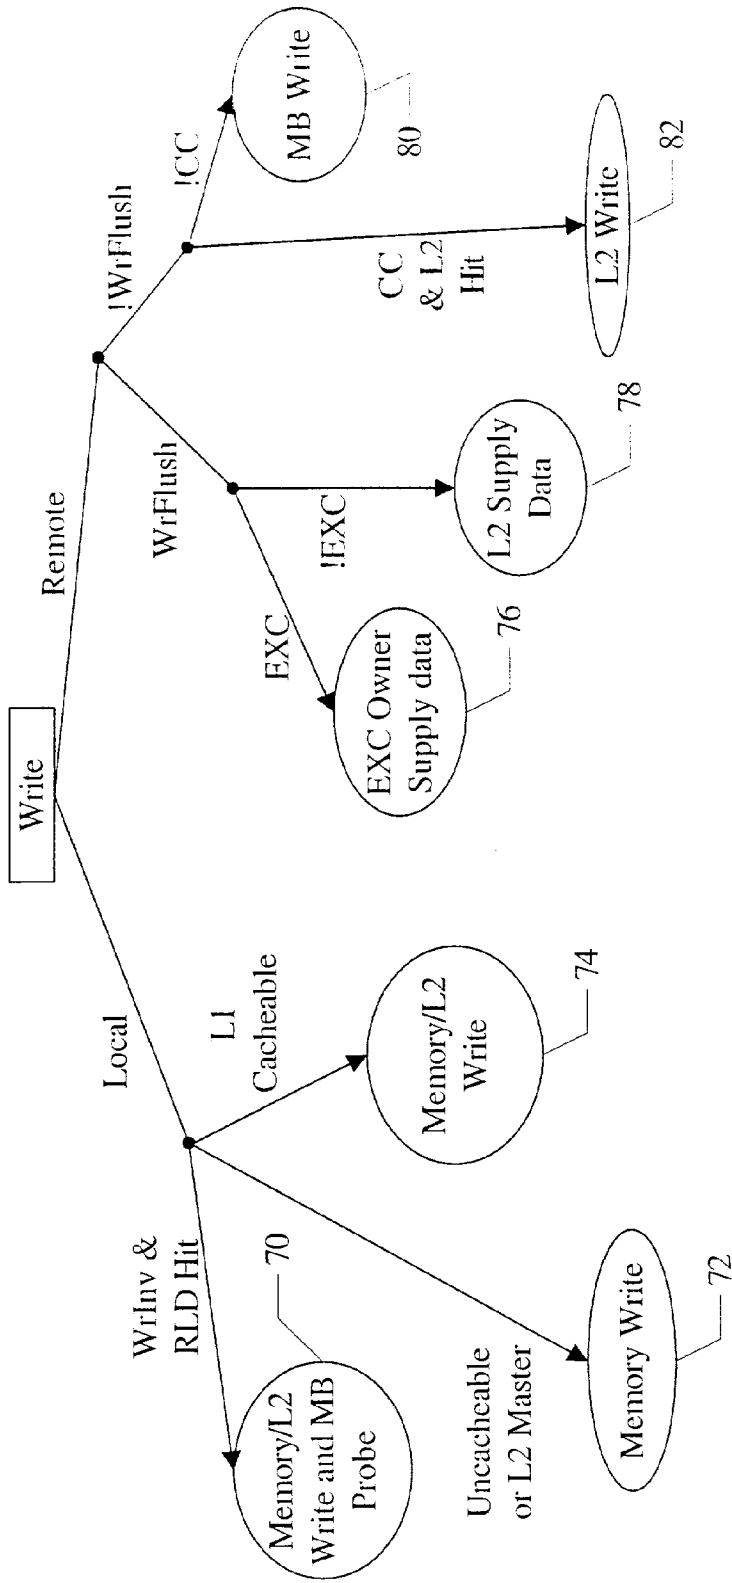 Write
Local
Remote
WrInv &
RLD Hit
L1
Cacheable
Uncacheable
or L2 Master
WrFlush
!WrFlush
EXC
!EXC
!CC
CC
& L2
Hit
Memory/L2
Write and MB
Probe
70
Memory Write
72
Memory/L2
Write
74
EXC Owner
Supply data
76
L2 Supply
Data
78
MB Write
80
L2 Write
82